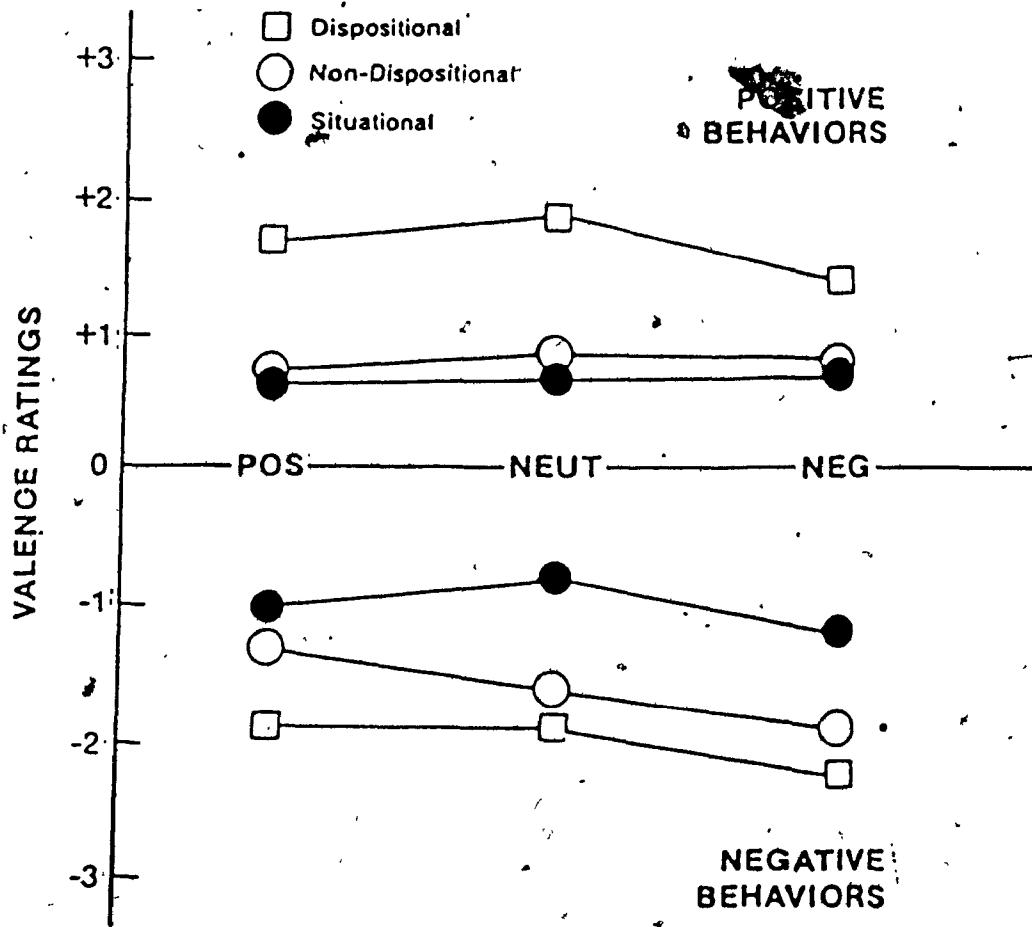 Dispositional
Non-Dispositional
Situational
POSITIVE
BEHAVIORS
+3
+2
+1
0
-1
-2
-3
VALENCE RATINGS
POS
NEUT
NEG
NEGATIVE
BEHAVIORS